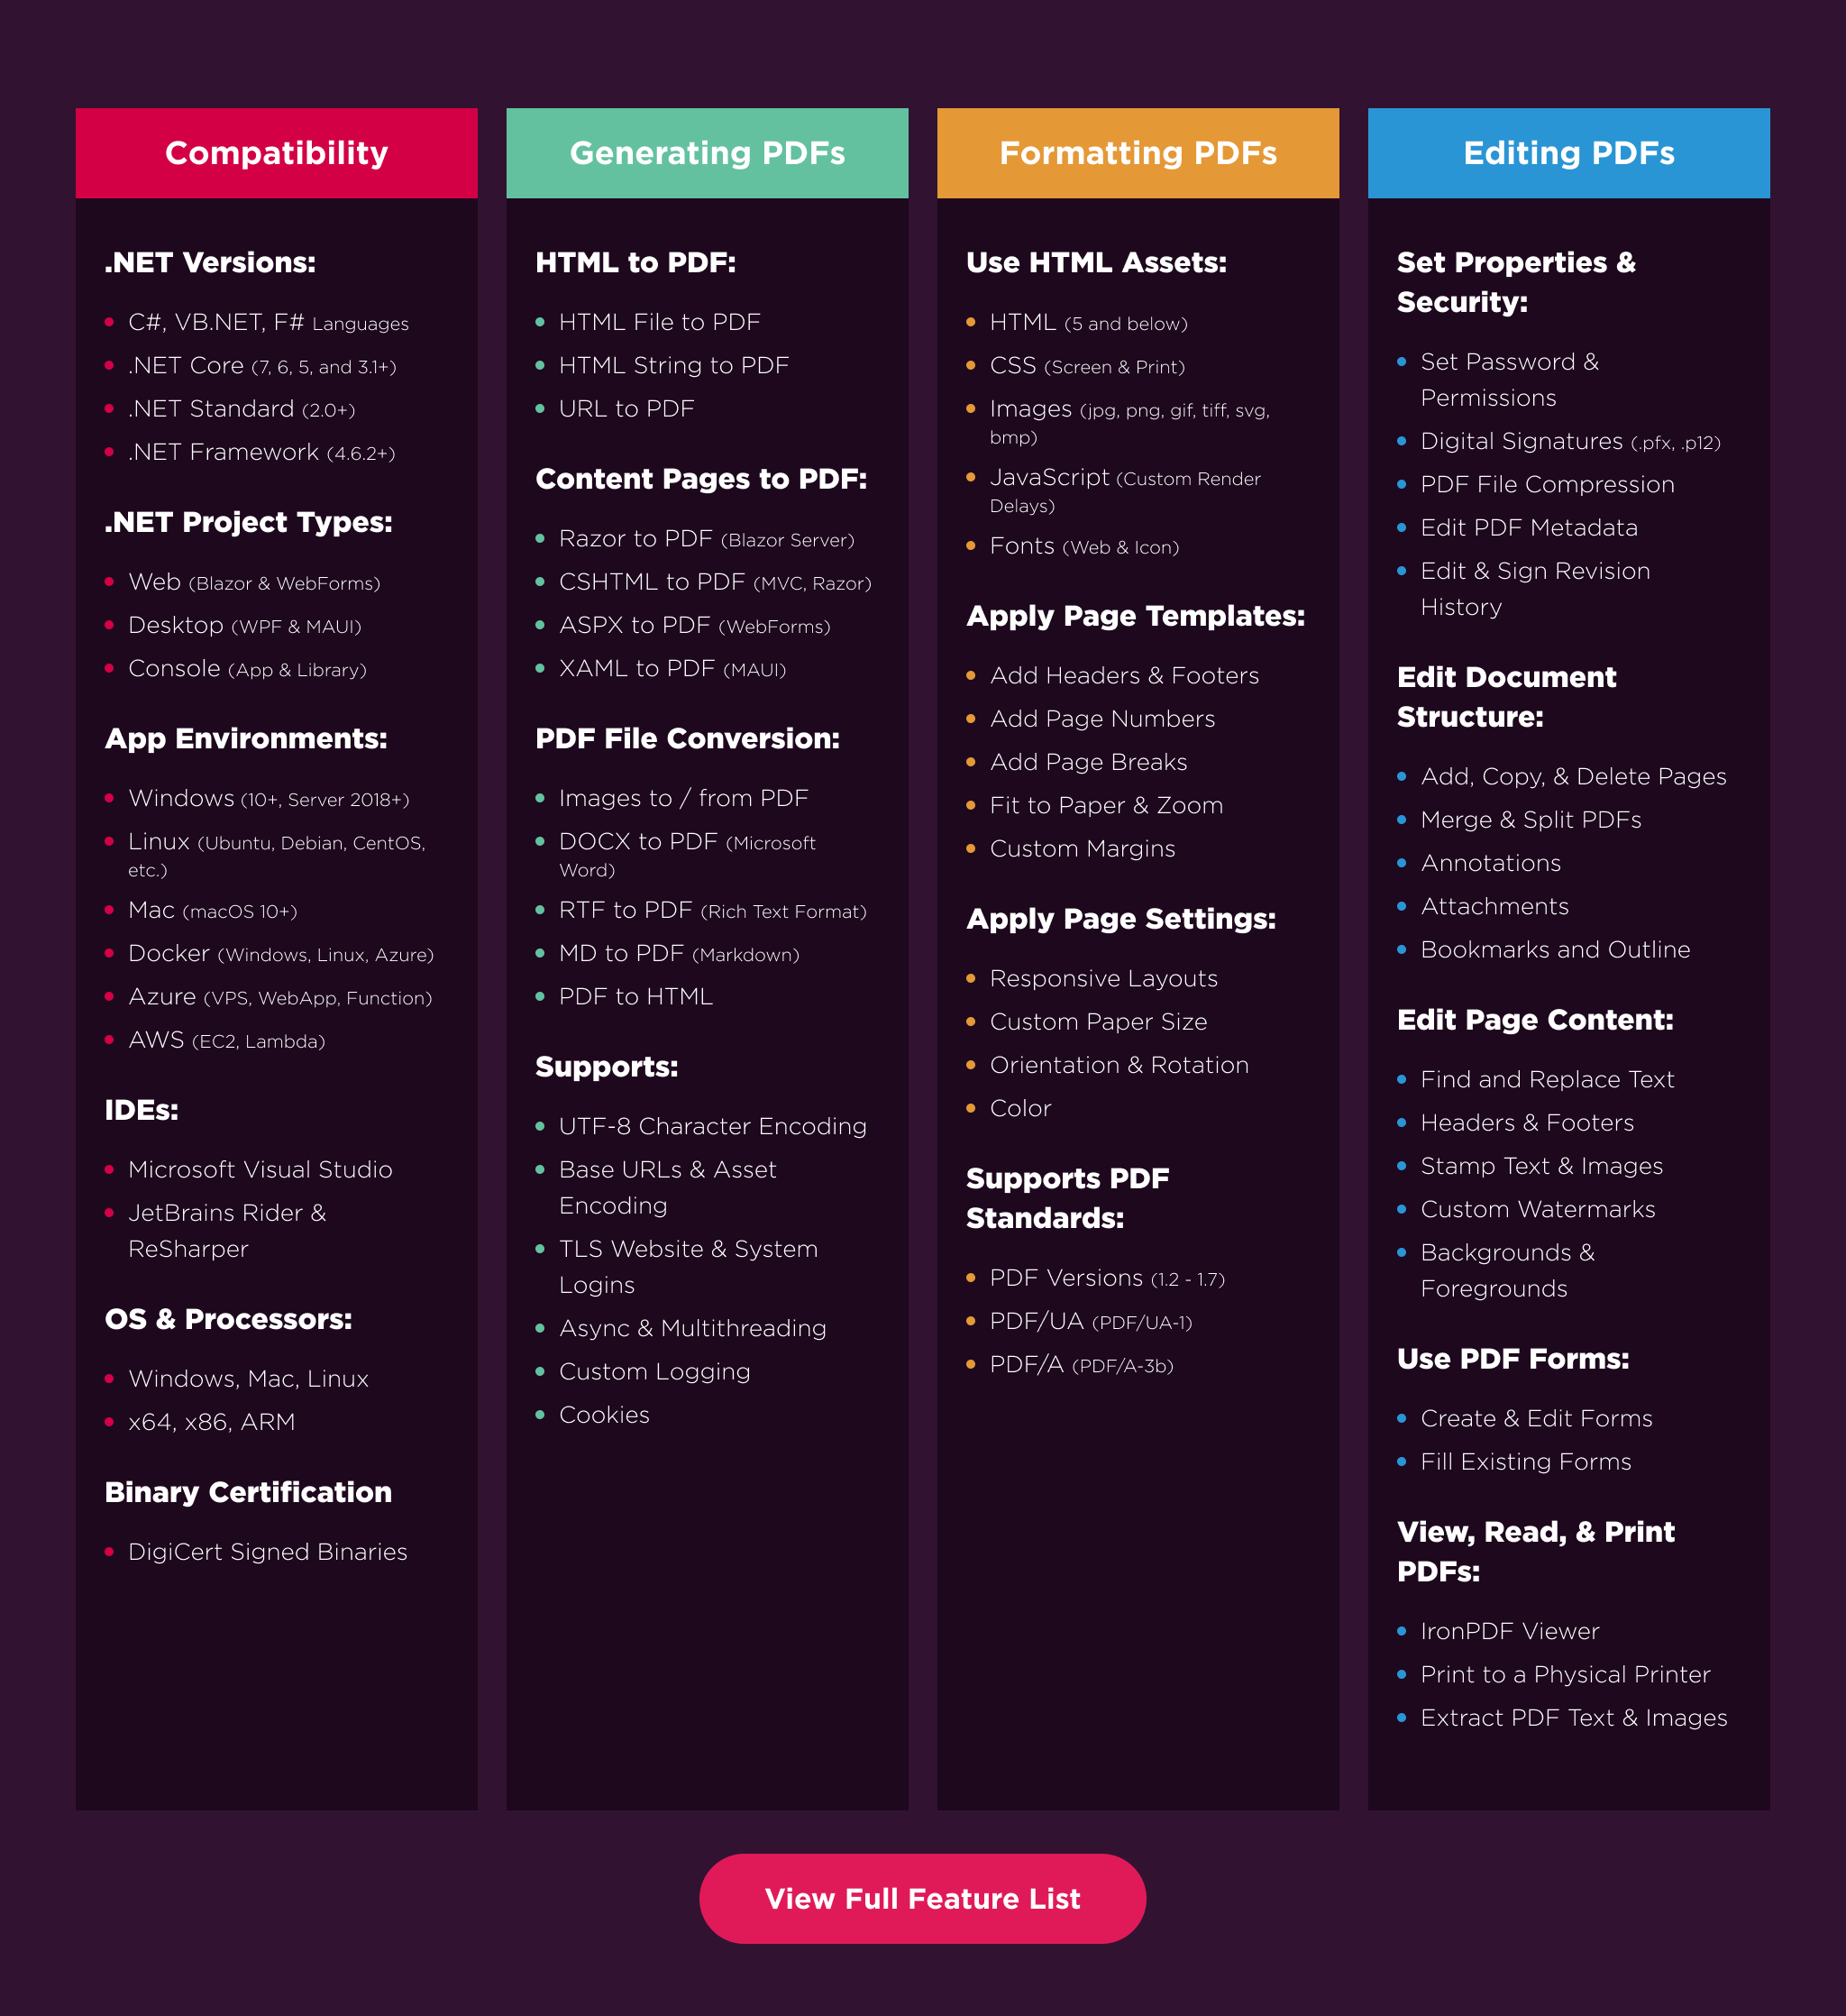 Compatibility
.NET Versions:
C#, VB.NET, F# Languages
.NET Core (7, 6, 5, and 3.1+)
.NET Standard (2.0+)
.NET Framework (4.6.2+)
.NET Project Types:
Web (Blazor & WebForms)
Desktop (WPF & MAUI)
Console (App & Library)
App Environments:
Windows (10+, Server 2018+)
Linux (Ubuntu, Debian, CentOS,
etc.)
Mac (macOS 10+)
Docker (Windows, Linux, Azure)
Azure (VPS, WebApp, Function)
AWS (EC2, Lambda)
IDEs:
Microsoft Visual Studio
JetBrains Rider &
ReSharper
OS & Processors:
Windows, Mac, Linux
x64, x86, ARM
Binary Certification
DigiCert Signed Binaries
Generating PDFs
HTML to PDF:
HTML File to PDF
HTML String to PDF
URL to PDF
Content Pages to PDF:
Razor to PDF (Blazor Server)
CSHTML to PDF (MVC, Razor)
ASPX to PDF (WebForms)
XAML to PDF (MAUI)
PDF File Conversion:
Images to / from PDF
DOCX to PDF (Microsoft
Word)
RTF to PDF (Rich Text Format)
MD to PDF (Markdown)
PDF to HTML
Supports:
UTF-8 Character Encoding
Base URLs & Asset
Encoding
TLS Website & System
Logins
Async & Multithreading
Custom Logging
Cookies
Formatting PDFs
Use HTML Assets:
HTML (5 and below)
CSS (Screen & Print)
Images (jpg, png, gif, tiff, svg,
bmp)
JavaScript (Custom Render
Delays)
Fonts (Web & Icon)
Apply Page Templates:
Add Headers & Footers
Add Page Numbers
Add Page Breaks
Fit to Paper & Zoom
Custom Margins
Apply Page Settings:
Responsive Layouts
Custom Paper Size
Orientation & Rotation
Color
Supports PDF
Standards:
PDF Versions (1.2 - 1.7)
PDF/UA (PDF/UA-1)
PDF/A (PDF/A-3b)
Editing PDFs
Set Properties &
Security:
Set Password &
Permissions
Digital Signatures (.pfx, .p12)
PDF File Compression
Edit PDF Metadata
Edit & Sign Revision
History
Edit Document
Structure:
Add, Copy, & Delete Pages
Merge & Split PDFs
Annotations
Attachments
Bookmarks and Outline
Edit Page Content:
Find and Replace Text
Headers & Footers
Stamp Text & Images
Custom Watermarks
Backgrounds &
Foregrounds
Use PDF Forms:
Create & Edit Forms
Fill Existing Forms
View, Read, & Print
PDFs:
IronPDF Viewer
Print to a Physical Printer
Extract PDF Text & Images
View Full Feature List